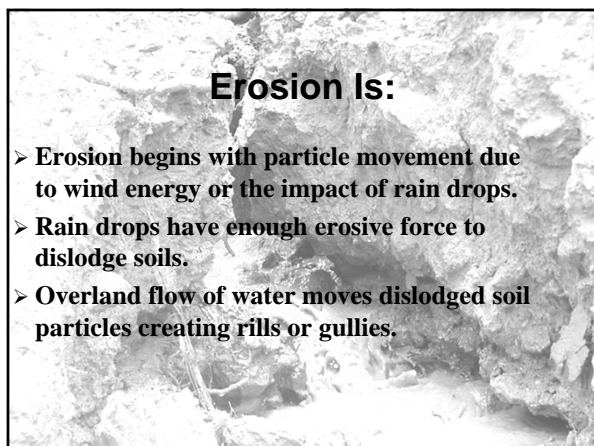 Erosion Is:
➢ Erosion begins with particle movement due
to wind energy or the impact of rain drops.
➢ Rain drops have enough erosive force to
dislodge soils.
➢ Overland flow of water moves dislodged soil
particles creating rills or gullies.